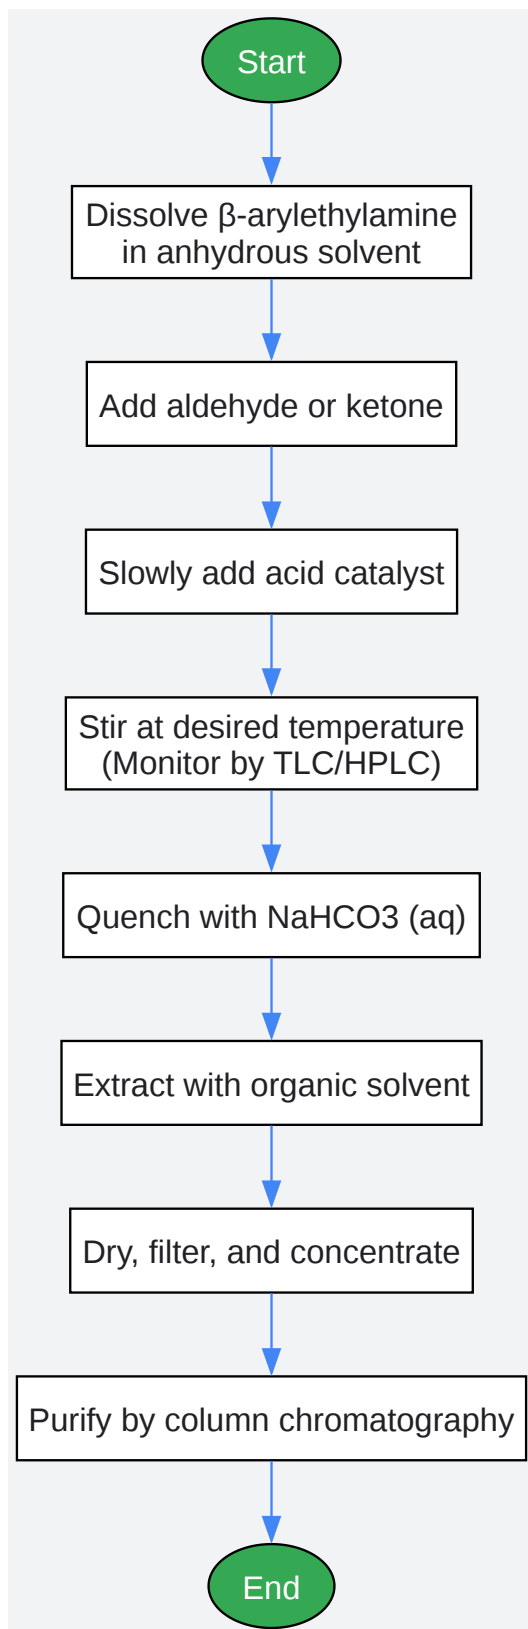 Start
Dissolve β-arylethylamine
in anhydrous solvent
Add aldehyde or ketone
Slowly add acid catalyst
Stir at desired temperature
(Monitor by TLC/HPLC)
Quench with NaHCO3 (aq)
Extract with organic solvent
Dry, filter, and concentrate
Purify by column chromatography
End